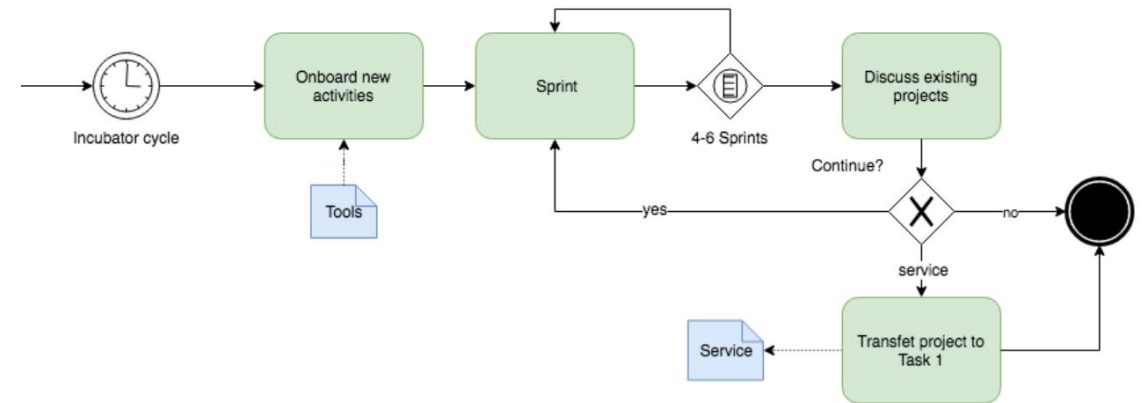 Onboard new
activities
Sprint
Discuss existing
projects
Incubator cycle
4-6 Sprints
Continue?
Tools
yes
no
service
Service
Transfet project to
Task 1